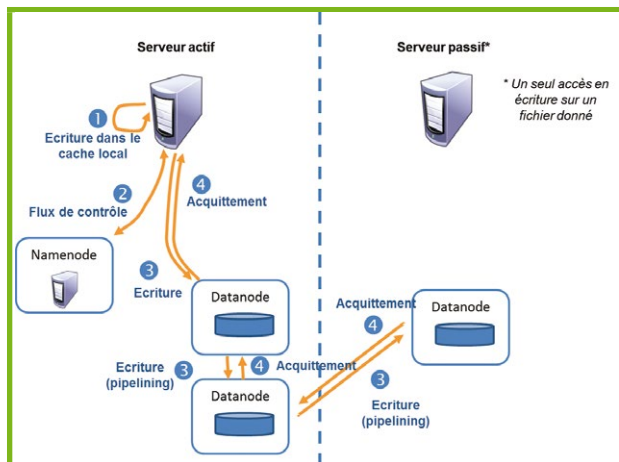 Serveur actif
Serveur passif*
* Un seul accès en
écriture sur un
fichier donné
1
Ecriture dans le
cache local
2
Flux de contrôle
4
Acquittement
Namenode
3
Ecriture
Datanode
Acquittement
4
Datanode
Ecriture
(pipelining)
3
4
Acquittement
3
Ecriture
(pipelining)
Datanode